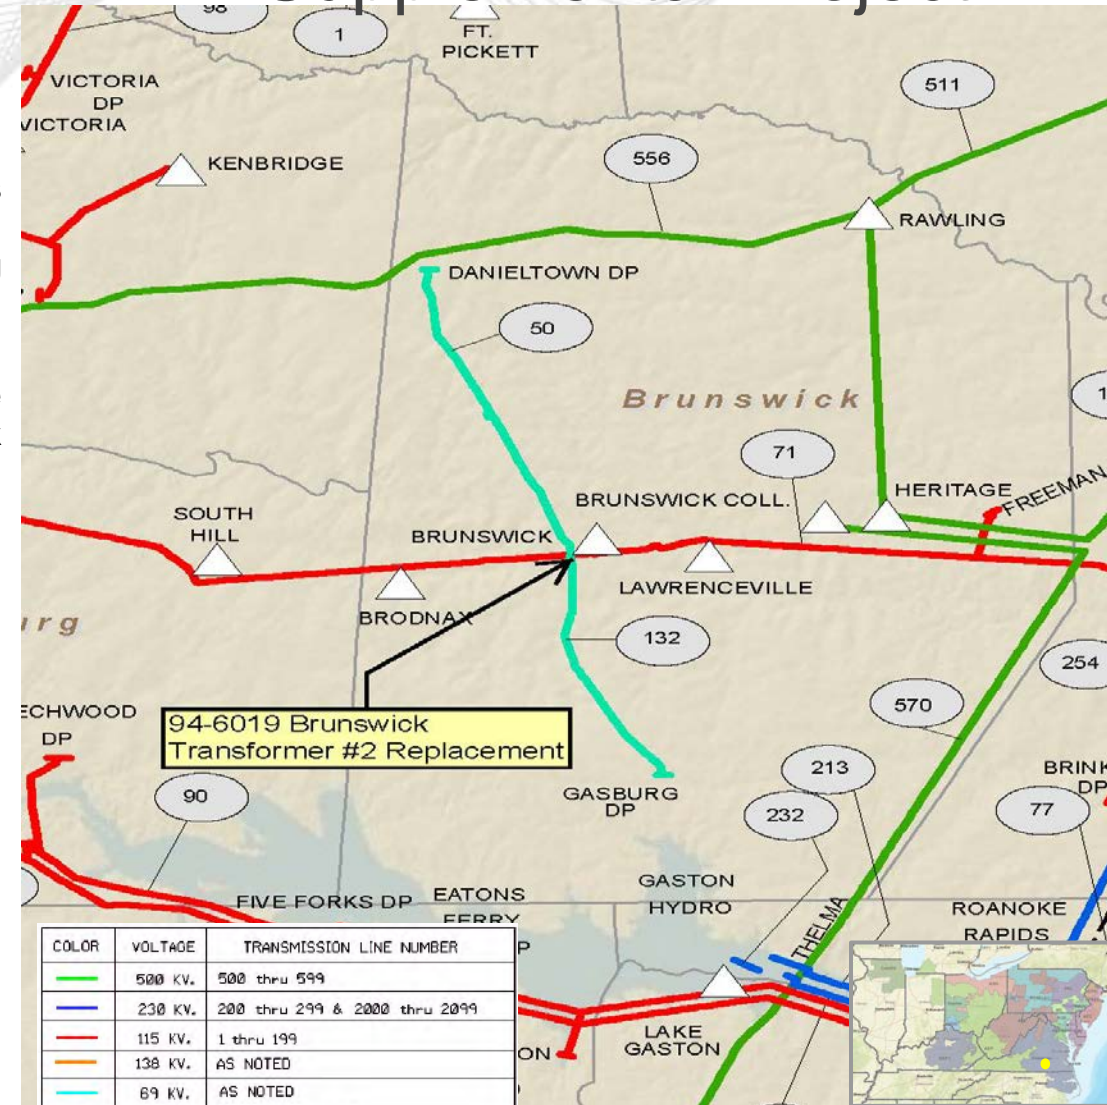 98
1
FT.
PICKETT
511
VICTORIA
DP
VICTORIA
KENBRIDGE
556
RAWLING
DANIELTOWN DP
50
Brunswick
71
HERITAGE
FREEMAN
BRUNSWICK COLL.
SOUTH
HILL
BRUNSWICK
LAWRENCEVILLE
BRODNAX
132
254
570
94-6019 Brunswick
Transformer #2 Replacement
DP
90
213
232
GASBURG
DP
BRINK
DP
77
GASTON
HYDRO
FIVE FORKS DP
EATONS
FERRY
THELMA
ROANOKE
RAPIDS
LAKE
GASTON
COLOR VOLTAGE TRANSMISSION LINE NUMBER
500 KV. 500 thru 599
230 KV. 200 thru 299 & 2000 thru 2099
115 KV. 1 thru 199
138 KV. AS NOTED
69 KV. AS NOTED